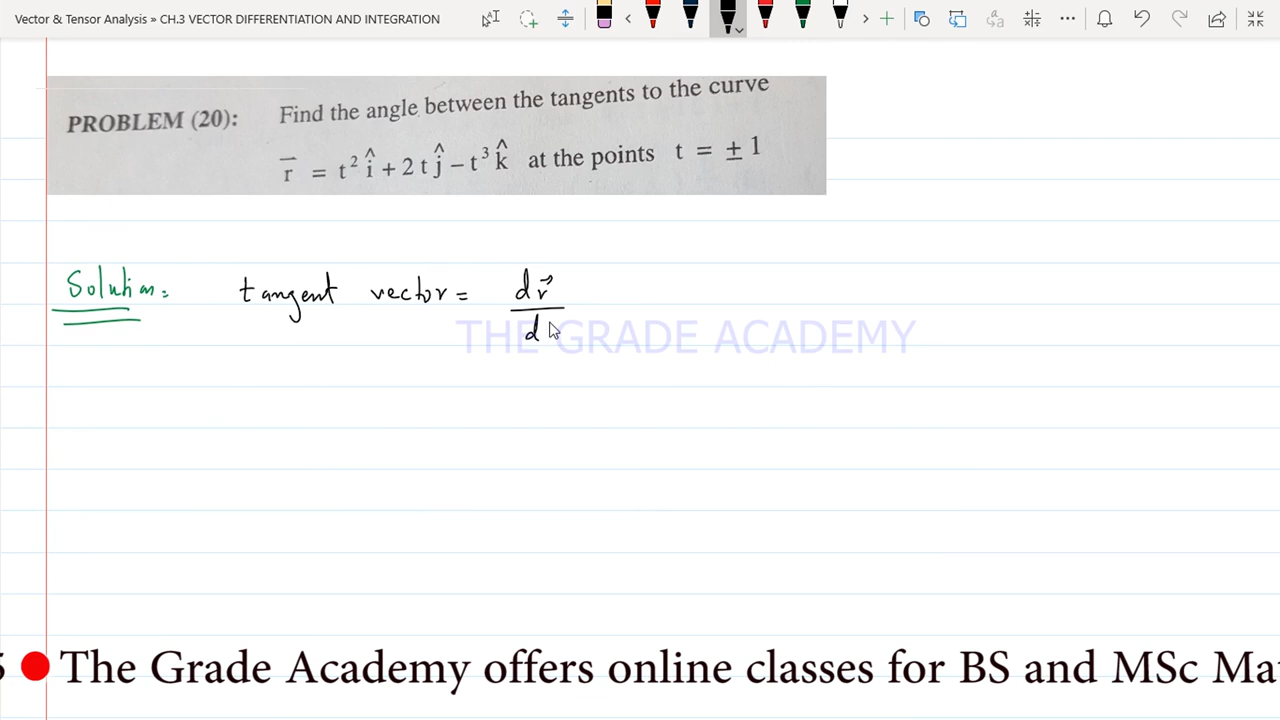 Vector & Tensor Analysis » CH.3 VECTOR DIFFERENTIATION AND INTEGRATION
PROBLEM (20): Find the angle between the tangents to the curve
r⃗ = t² î + 2 t ĵ − t³ k̂ at the points t = ± 1
Solution: tangent vector = dr⃗
d
THE GRADE ACADEMY
5 ● The Grade Academy offers online classes for BS and MSc Ma